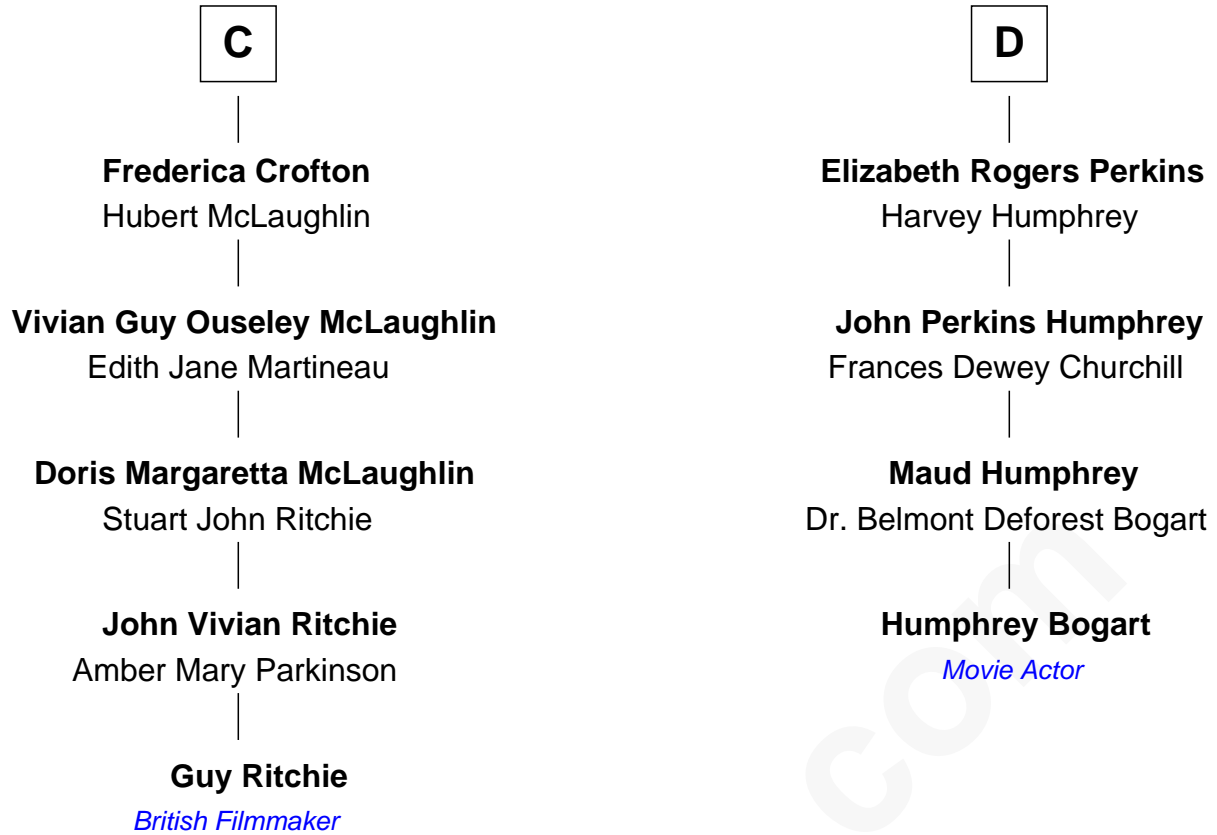 C
Frederica Crofton
Hubert McLaughlin
Vivian Guy Ouseley McLaughlin
Edith Jane Martineau
Doris Margaretta McLaughlin
Stuart John Ritchie
John Vivian Ritchie
Amber Mary Parkinson
Guy Ritchie
British Filmmaker
D
Elizabeth Rogers Perkins
Harvey Humphrey
John Perkins Humphrey
Frances Dewey Churchill
Maud Humphrey
Dr. Belmont Deforest Bogart
Humphrey Bogart
Movie Actor
com